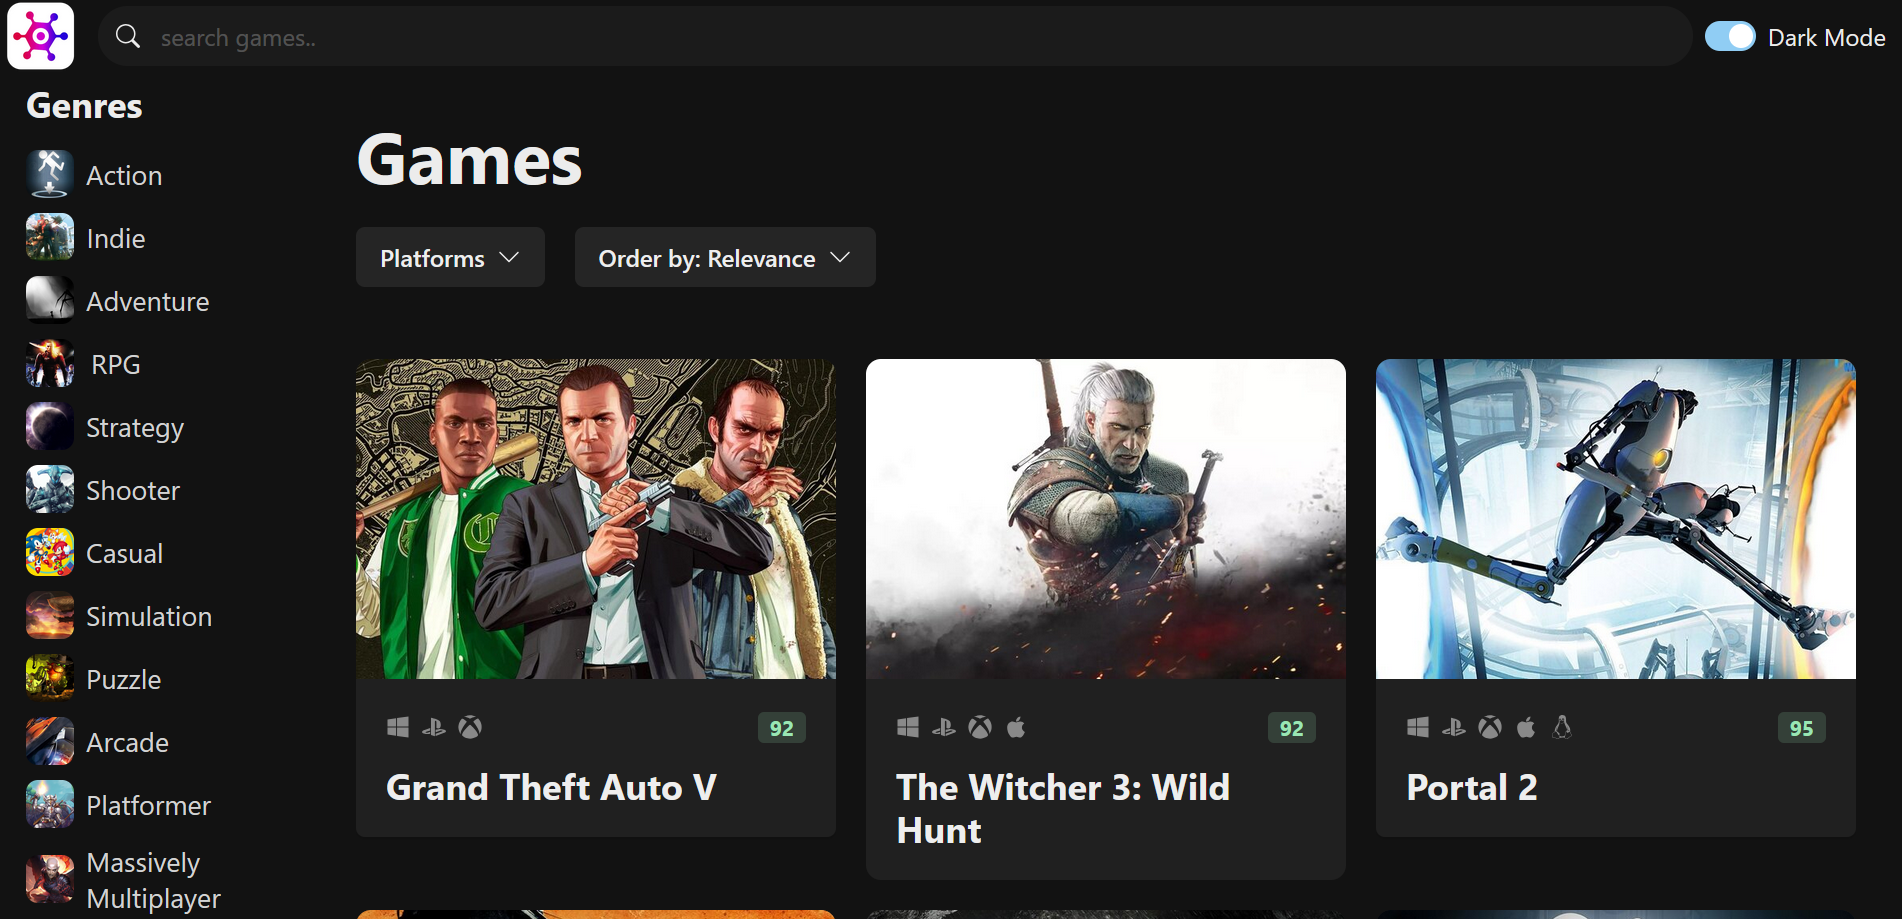 search games..
Dark Mode
Genres
Action
Indie
Adventure
RPG
Strategy
Shooter
Casual
Simulation
Puzzle
Arcade
Platformer
Massively
Multiplayer
Games
Platforms
Order by: Relevance
92
Grand Theft Auto V
92
The Witcher 3: Wild
Hunt
95
Portal 2